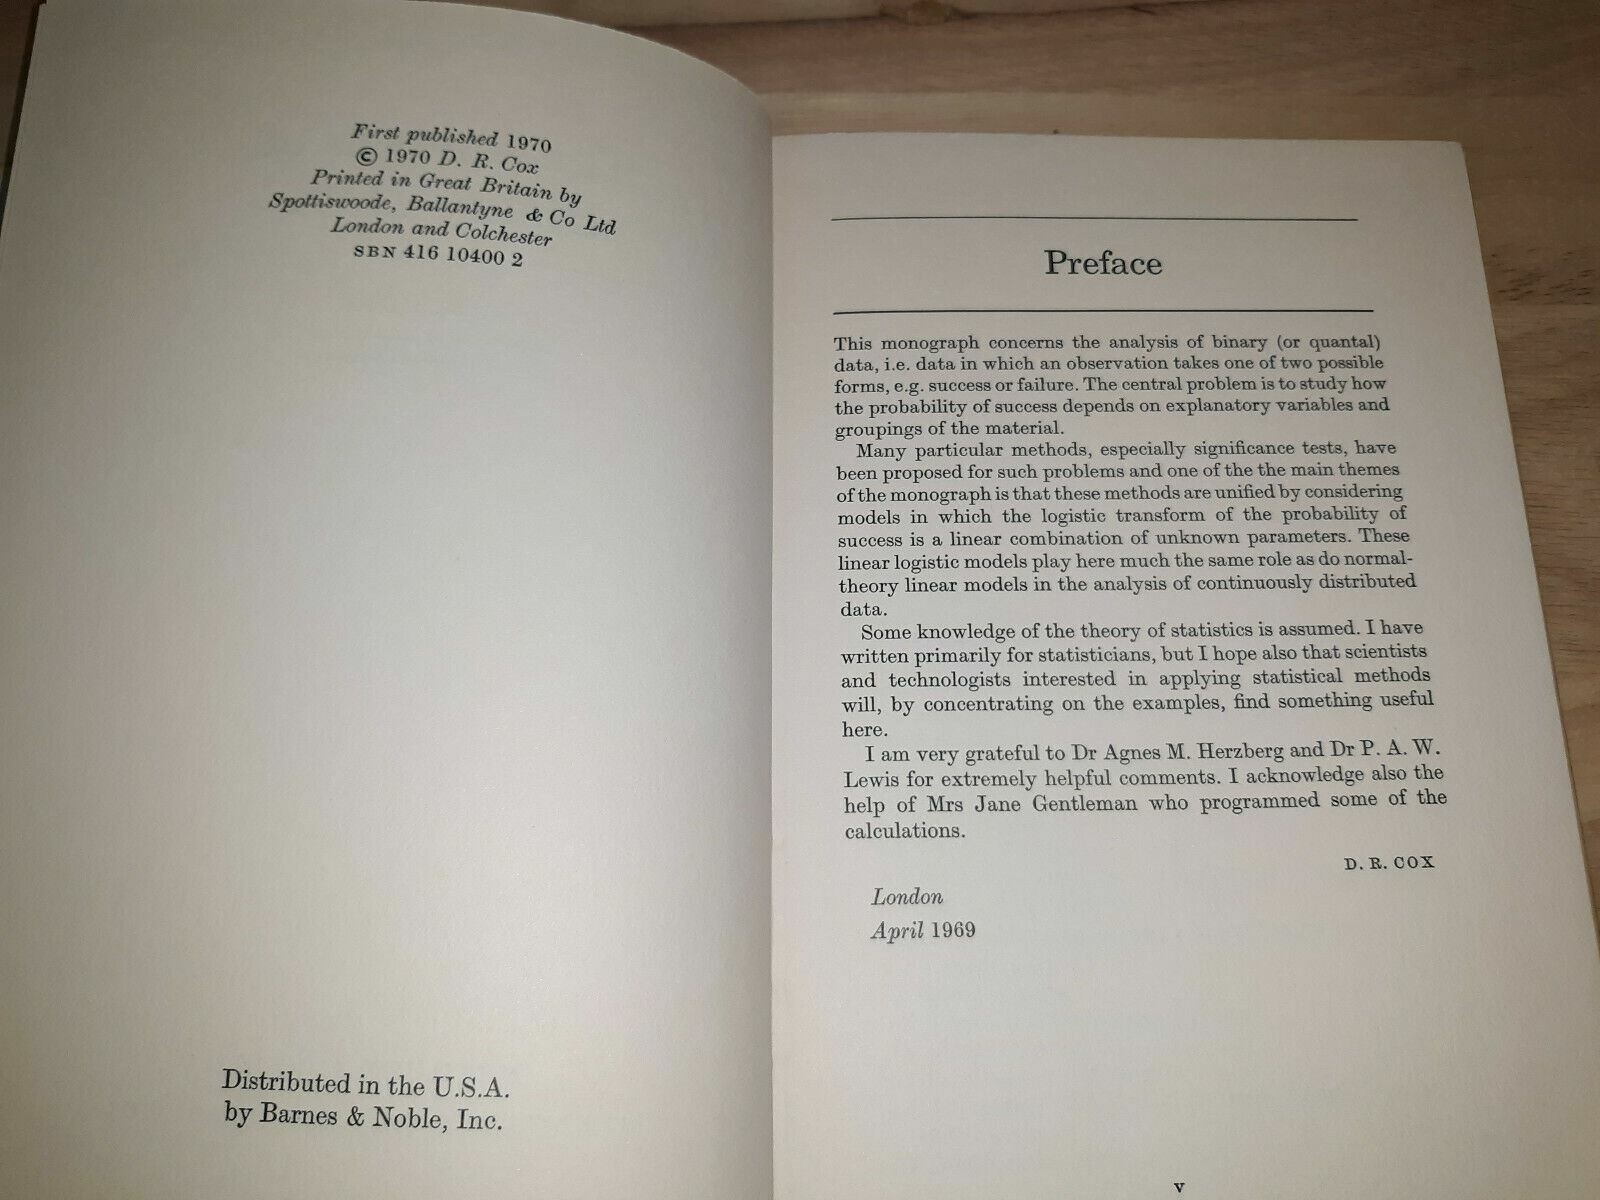 First published 1970
© 1970 D. R. Cox
Printed in Great Britain by
Spottiswoode, Ballantyne & Co Ltd
London and Colchester
SBN 416 10400 2
Distributed in the U.S.A.
by Barnes & Noble, Inc.
Preface
This monograph concerns the analysis of binary (or quantal)
data, i.e. data in which an observation takes one of two possible
forms, e.g. success or failure. The central problem is to study how
the probability of success depends on explanatory variables and
groupings of the material.
Many particular methods, especially significance tests, have
been proposed for such problems and one of the the main themes
of the monograph is that these methods are unified by considering
models in which the logistic transform of the probability of
success is a linear combination of unknown parameters. These
linear logistic models play here much the same role as do normal-
theory linear models in the analysis of continuously distributed
data.
Some knowledge of the theory of statistics is assumed. I have
written primarily for statisticians, but I hope also that scientists
and technologists interested in applying statistical methods
will, by concentrating on the examples, find something useful
here.
I am very grateful to Dr Agnes M. Herzberg and Dr P. A. W.
Lewis for extremely helpful comments. I acknowledge also the
help of Mrs Jane Gentleman who programmed some of the
calculations.
D. R. COX
London
April 1969
v